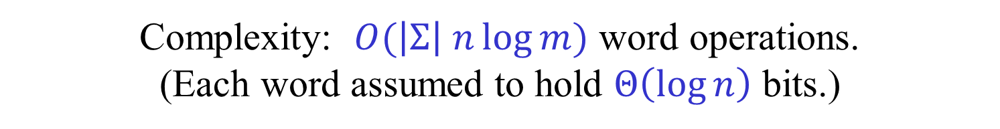 Complexity: O(|Σ| n log m) word operations.
(Each word assumed to hold Θ(log n) bits.)